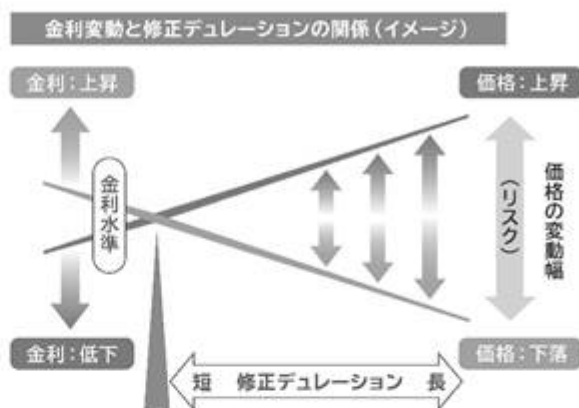 金利変動と修正デュレーションの関係（イメージ）
金利：上昇
価格：上昇
金利水準
価格の変動幅
（リスク）
金利：低下
価格：下落
短　修正デュレーション　長